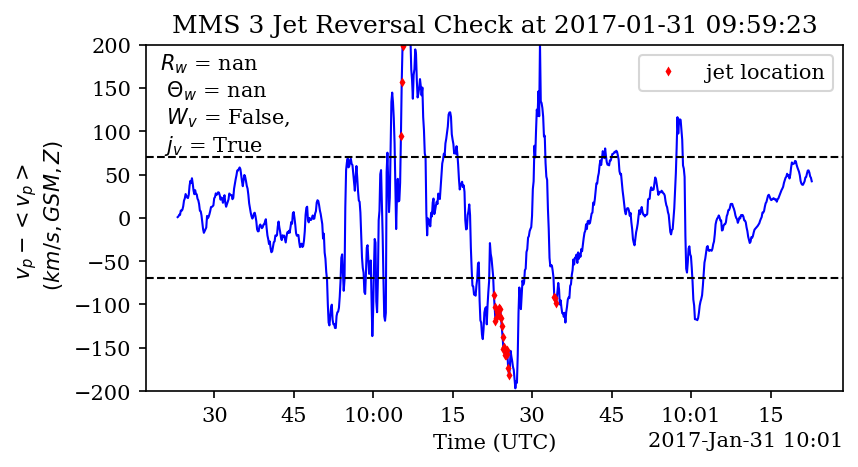 MMS 3 Jet Reversal Check at 2017-01-31 09:59:23
R_w = nan
Θ_w = nan
W_v = False,
j_v = True
jet location
v_p − <v_p>
(km/s, GSM, Z)
200
150
100
50
0
−50
−100
−150
−200
30 45 10:00 15 30 45 10:01 15
Time (UTC)
2017-Jan-31 10:01